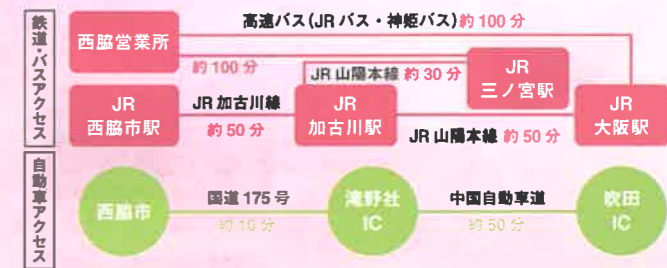 鉄道・バスアクセス
高速バス(JRバス・神姫バス)約100分
西脇営業所
約100分
JR山陽本線 約30分
JR
三ノ宮駅
JR
西脇市駅
JR加古川線
約50分
JR
加古川駅
JR山陽本線 約50分
JR
大阪駅
自動車アクセス
西脇市
国道175号
約10分
滝野社
IC
中国自動車道
約50分
吹田
IC